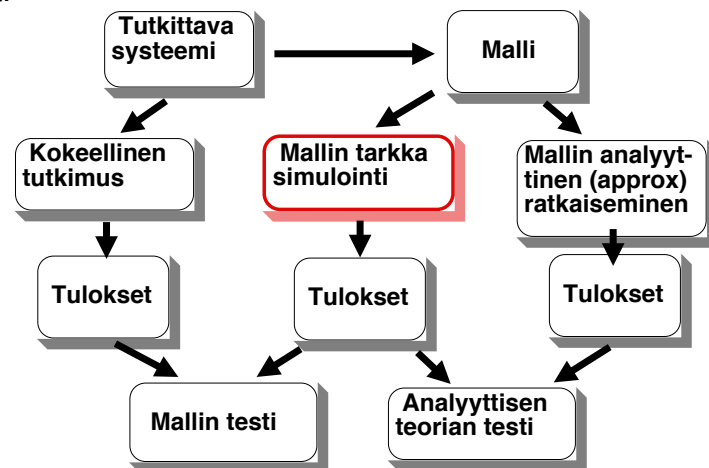 Tutkittava
systeemi
Malli
Kokeellinen
tutkimus
Mallin tarkka
simulointi
Mallin analyyt-
tinen (approx)
ratkaiseminen
Tulokset
Tulokset
Tulokset
Mallin testi
Analyyttisen
teorian testi